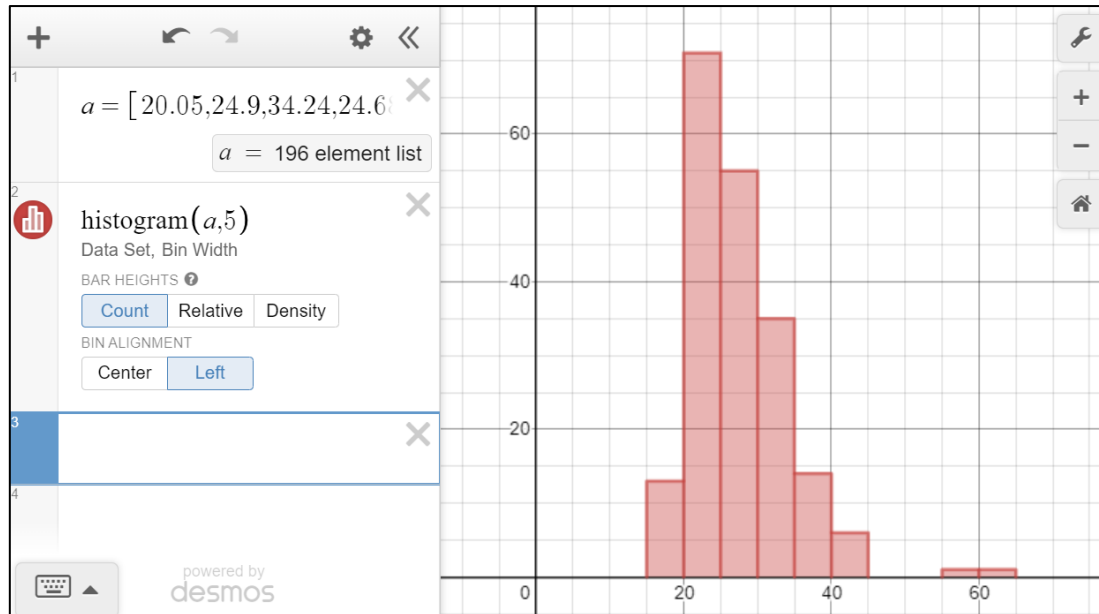 1
a = [20.05,24.9,34.24,24.6
a = 196 element list
2
histogram(a,5)
Data Set, Bin Width
BAR HEIGHTS ?
Count Relative Density
BIN ALIGNMENT
Center Left
3
4
powered by
desmos
60
40
20
0 20 40 60